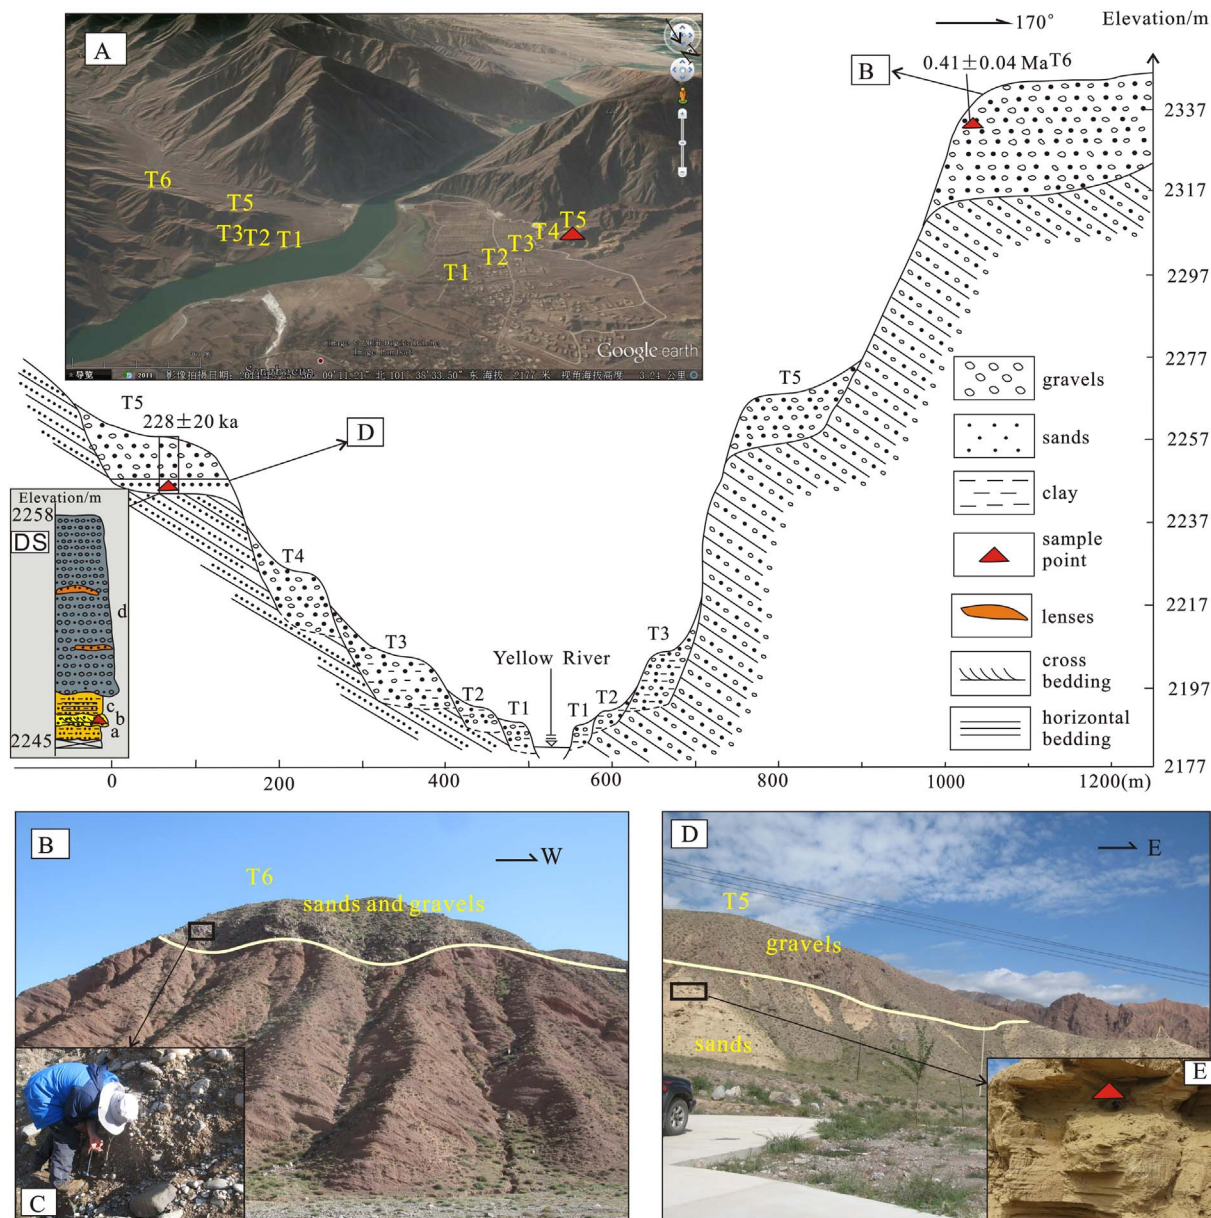 A
T6
T5
T3
T2
T1
T5
T4
T3
T2
T1
Google earth
导览
2011
170°
Elevation/m
0.41±0.04 Ma
T6
B
2337
2317
2297
2277
2257
2237
2217
2197
2177
T5
228±20 ka
D
T4
T3
T2
T1
Yellow River
T1
T2
T3
T5
gravels
sands
clay
sample
point
lenses
cross
bedding
horizontal
bedding
Elevation/m
2258
DS
d
c
b
a
2245
0
200
400
600
800
1000
1200(m)
B
W
T6
sands and gravels
C
D
E
T5
gravels
sands
E